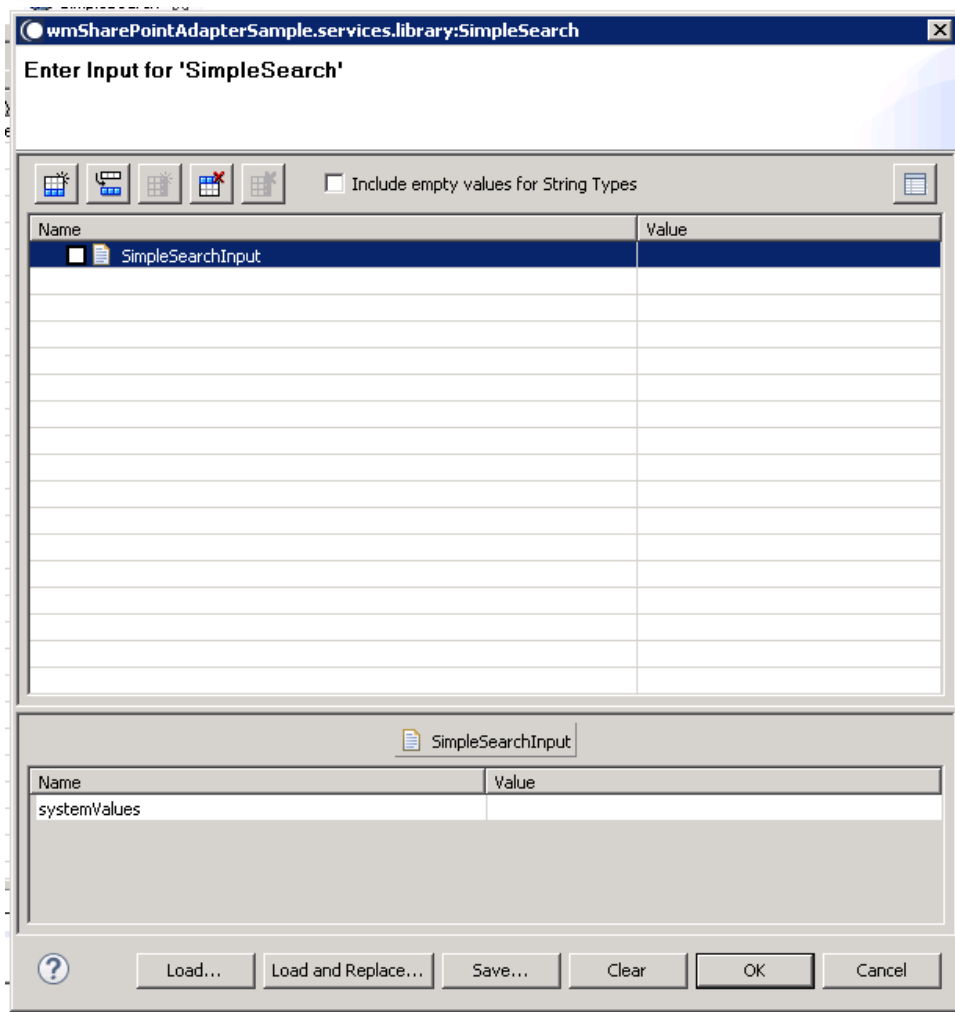 wmSharePointAdapterSample.services.library:SimpleSearch
Enter Input for 'SimpleSearch'
Include empty values for String Types
Name Value
SimpleSearchInput
SimpleSearchInput
Name Value
systemValues
Load... Load and Replace... Save... Clear OK Cancel